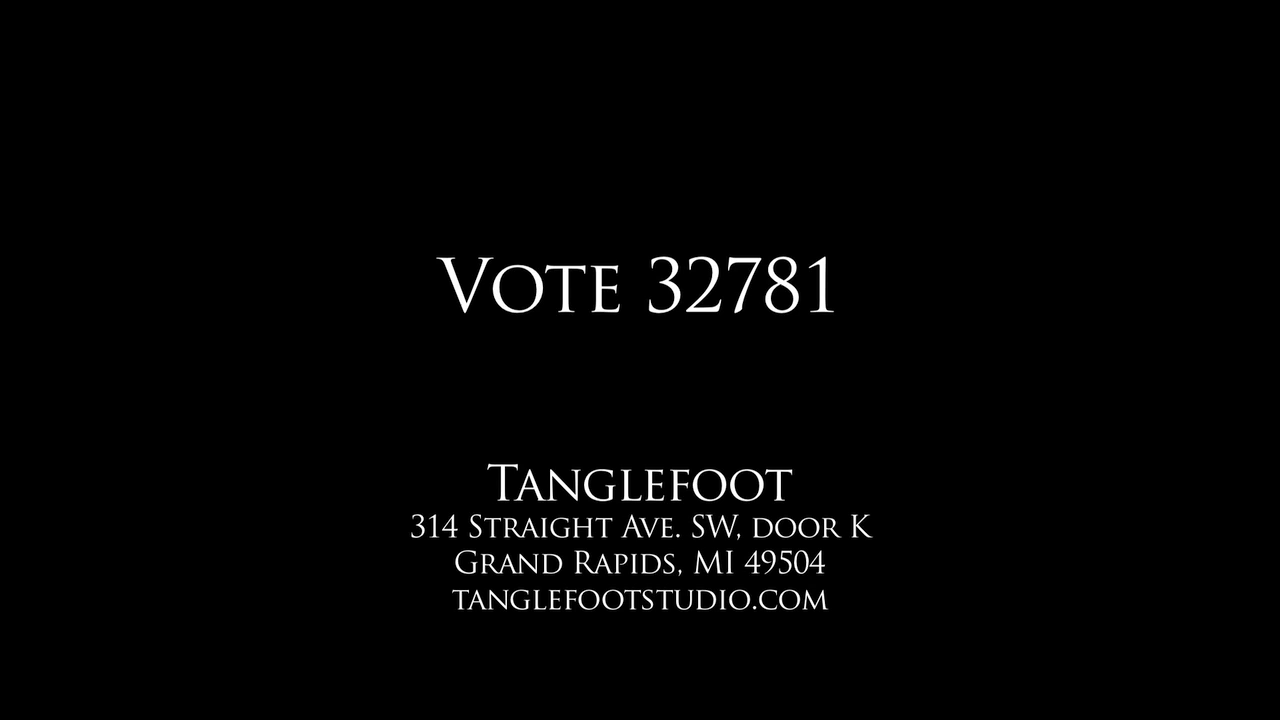 Vote 32781
Tanglefoot
314 Straight Ave. SW, door K
Grand Rapids, MI 49504
tanglefootstudio.com